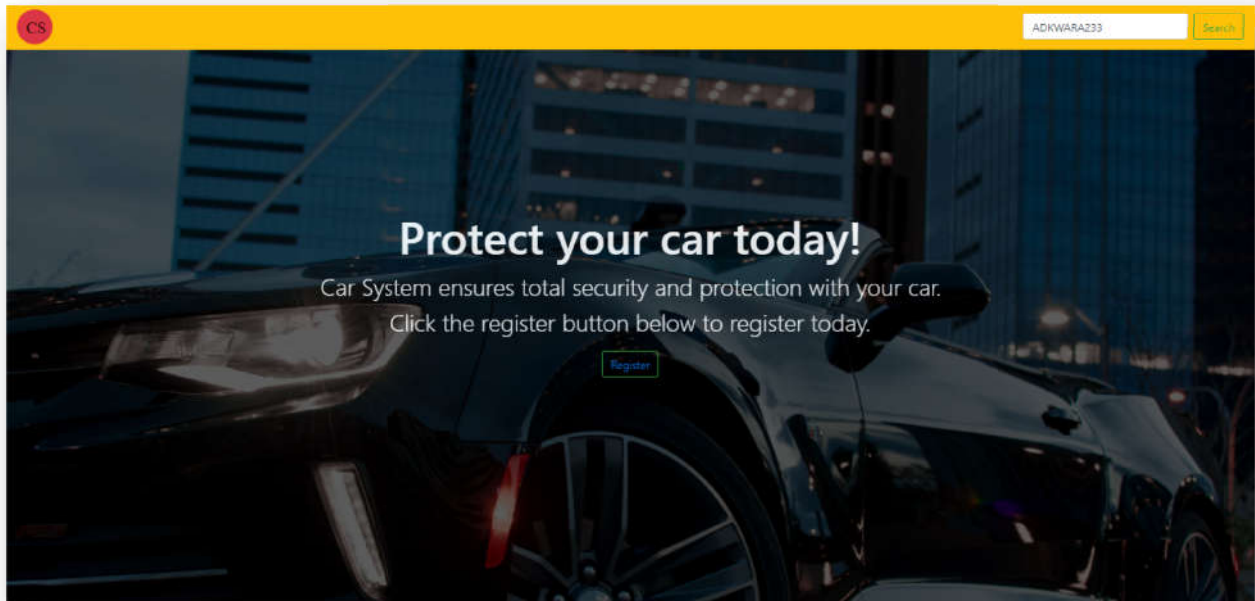 CS
ADKWARA233
Search
Protect your car today!
Car System ensures total security and protection with your car.
Click the register button below to register today.
Register